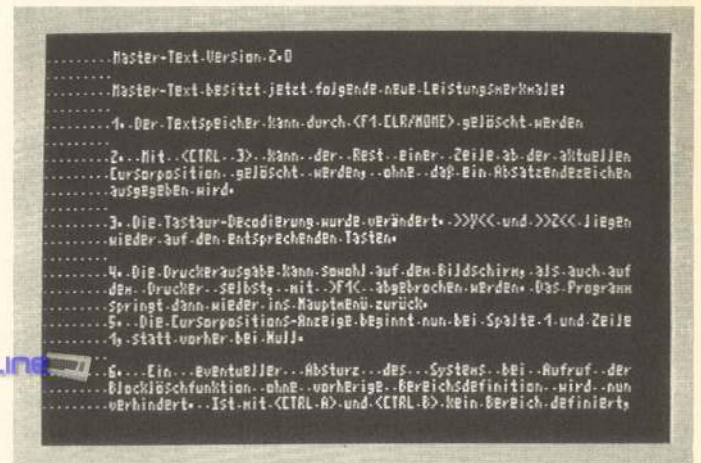 Master-Text-Version-2.0
Master-Text-besitzt-jetzt-folgende-neue-Leistungsmerkmale:
1. Der-Textspeicher-kann-durch-<F1.CLR/HOME>-gelöscht-werden
2...Mit..<CTRL..3>..kann..der..Rest..einer..Zeile-ab-der-aktuellen
Cursorposition..gelöscht..werden,..ohne..daß-ein-Absatzendezeichen
ausgegeben-wird.
3. Die-Tastaur-Decodierung-wurde-verändert. >>Y<<-und->>Z<<-liegen
wieder-auf-den-entsprechenden-Tasten.
4. Die-Druckerausgabe-kann-sowohl-auf-dem-Bildschirm,-als-auch-auf
dem..Drucker..selbst,..mit..>F1<..abgebrochen-werden.-Das-Programm
springt-dann-wieder-ins-Hauptmenü-zurück.
5...Die-Cursorpositions-Anzeige-beginnt-nun-bei-Spalte-1-und-Zeile
1,-statt-vorher-bei-Null.
6....Ein...eventueller..Absturz...des...Systems..bei..Aufruf..der
Blocklöschfunktion..ohne..vorherige..Bereichsdefinition..wird..nun
verhindert...Ist-mit-<CTRL-A>-und-<CTRL-B>-kein-Bereich-definiert,
INE